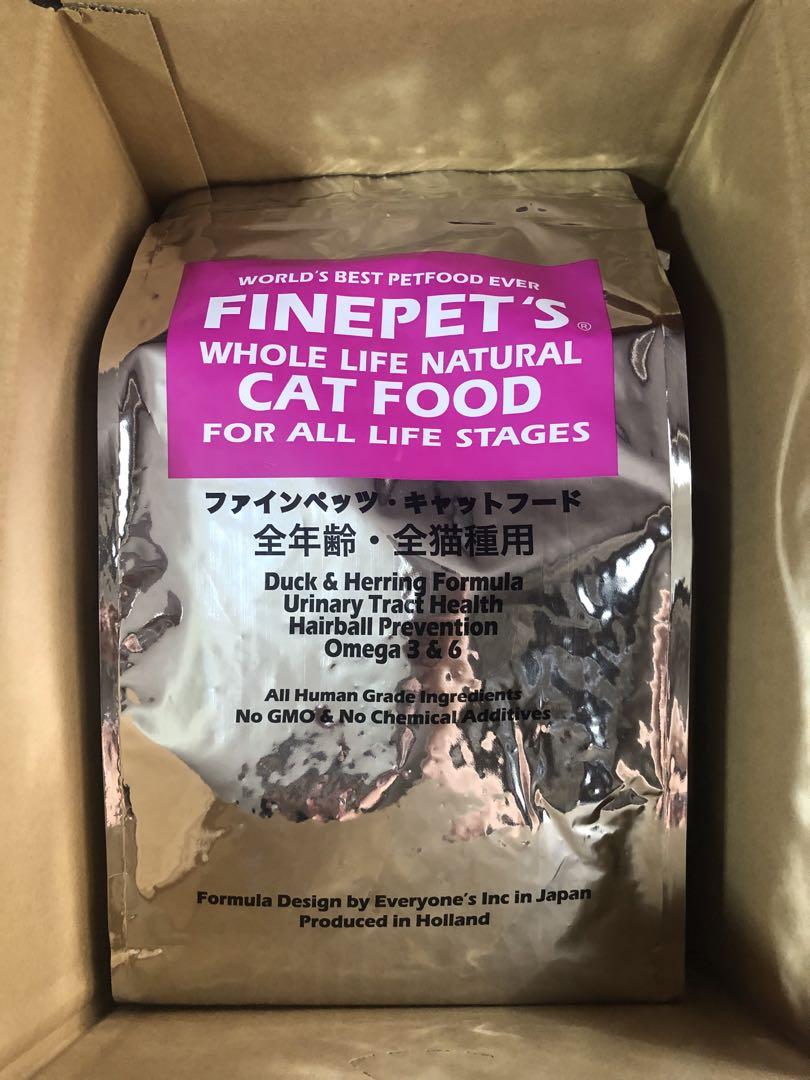 WORLD'S BEST PETFOOD EVER
FINEPET'S®
WHOLE LIFE NATURAL
CAT FOOD
FOR ALL LIFE STAGES
ファインペッツ・キャットフード
全年齢・全猫種用
Duck & Herring Formula
Urinary Tract Health
Hairball Prevention
Omega 3 & 6
All Human Grade Ingredients
No GMO & No Chemical Additives
Formula Design by Everyone's Inc in Japan
Produced in Holland